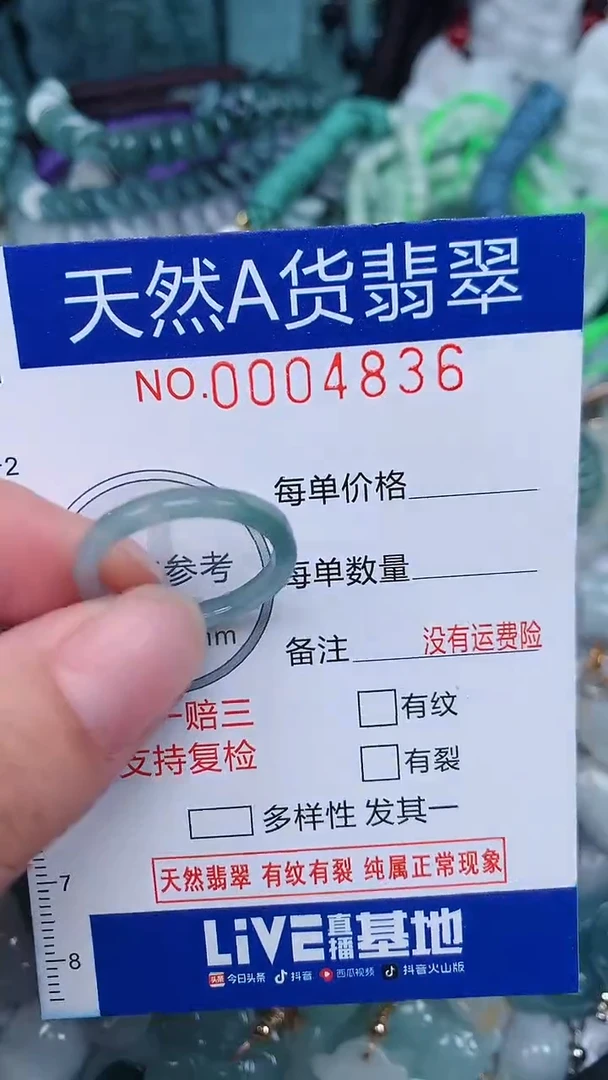 天然A货翡翠
NO.0004836
每单价格
参考
每单数量
备注 没有运费险
一赔三
有纹
支持复检
有裂
多样性 发其一
天然翡翠 有纹有裂 纯属正常现象
7
8
LiVE直播基地
头条 今日头条 抖音 西瓜视频 抖音火山版